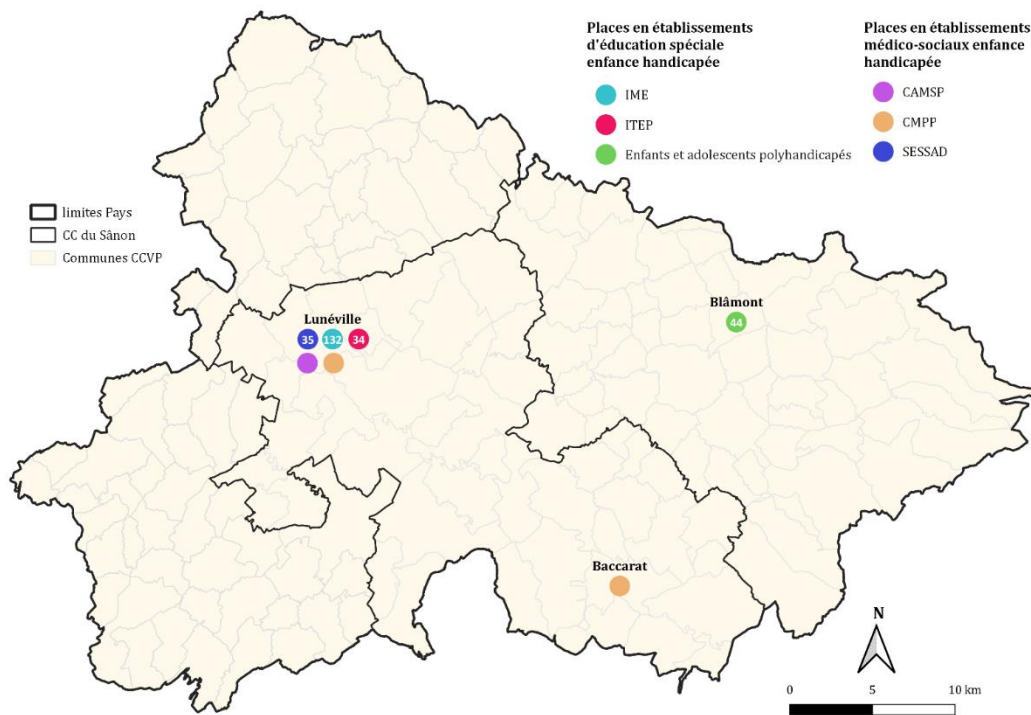 Places en établissements
d'éducation spéciale
enfance handicapée
IME
ITEP
Enfants et adolescents polyhandicapés
Places en établissements
médico-sociaux enfance
handicapée
CAMSP
CMPP
SESSAD
limites Pays
CC du Sânon
Communes CCVP
Lunéville
35 132 34
Blâmont
44
Baccarat
N
0 5 10 km